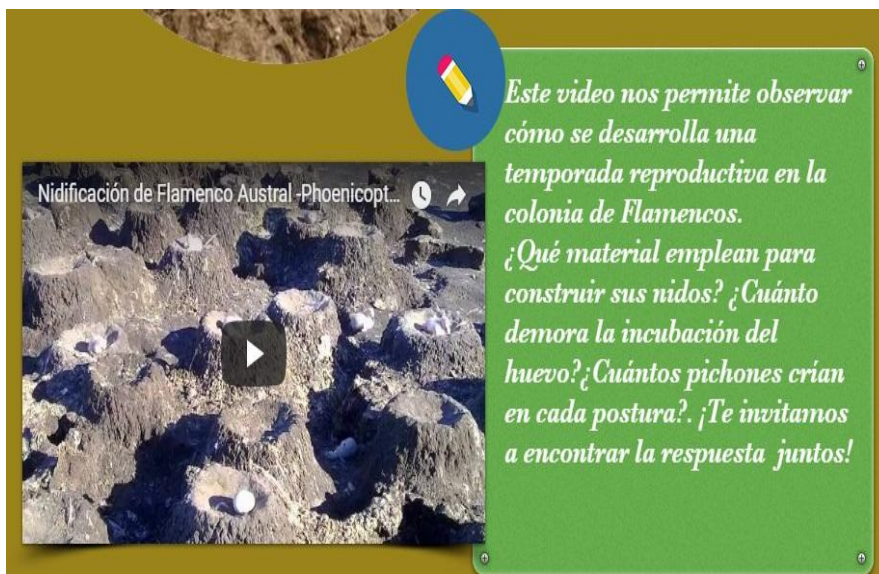 Nidificación de Flamenco Austral -Phoenicopt...
Este video nos permite observar
cómo se desarrolla una
temporada reproductiva en la
colonia de Flamencos.
¿Qué material emplean para
construir sus nidos? ¿Cuánto
demora la incubación del
huevo?¿Cuántos pichones crían
en cada postura?. ¡Te invitamos
a encontrar la respuesta juntos!